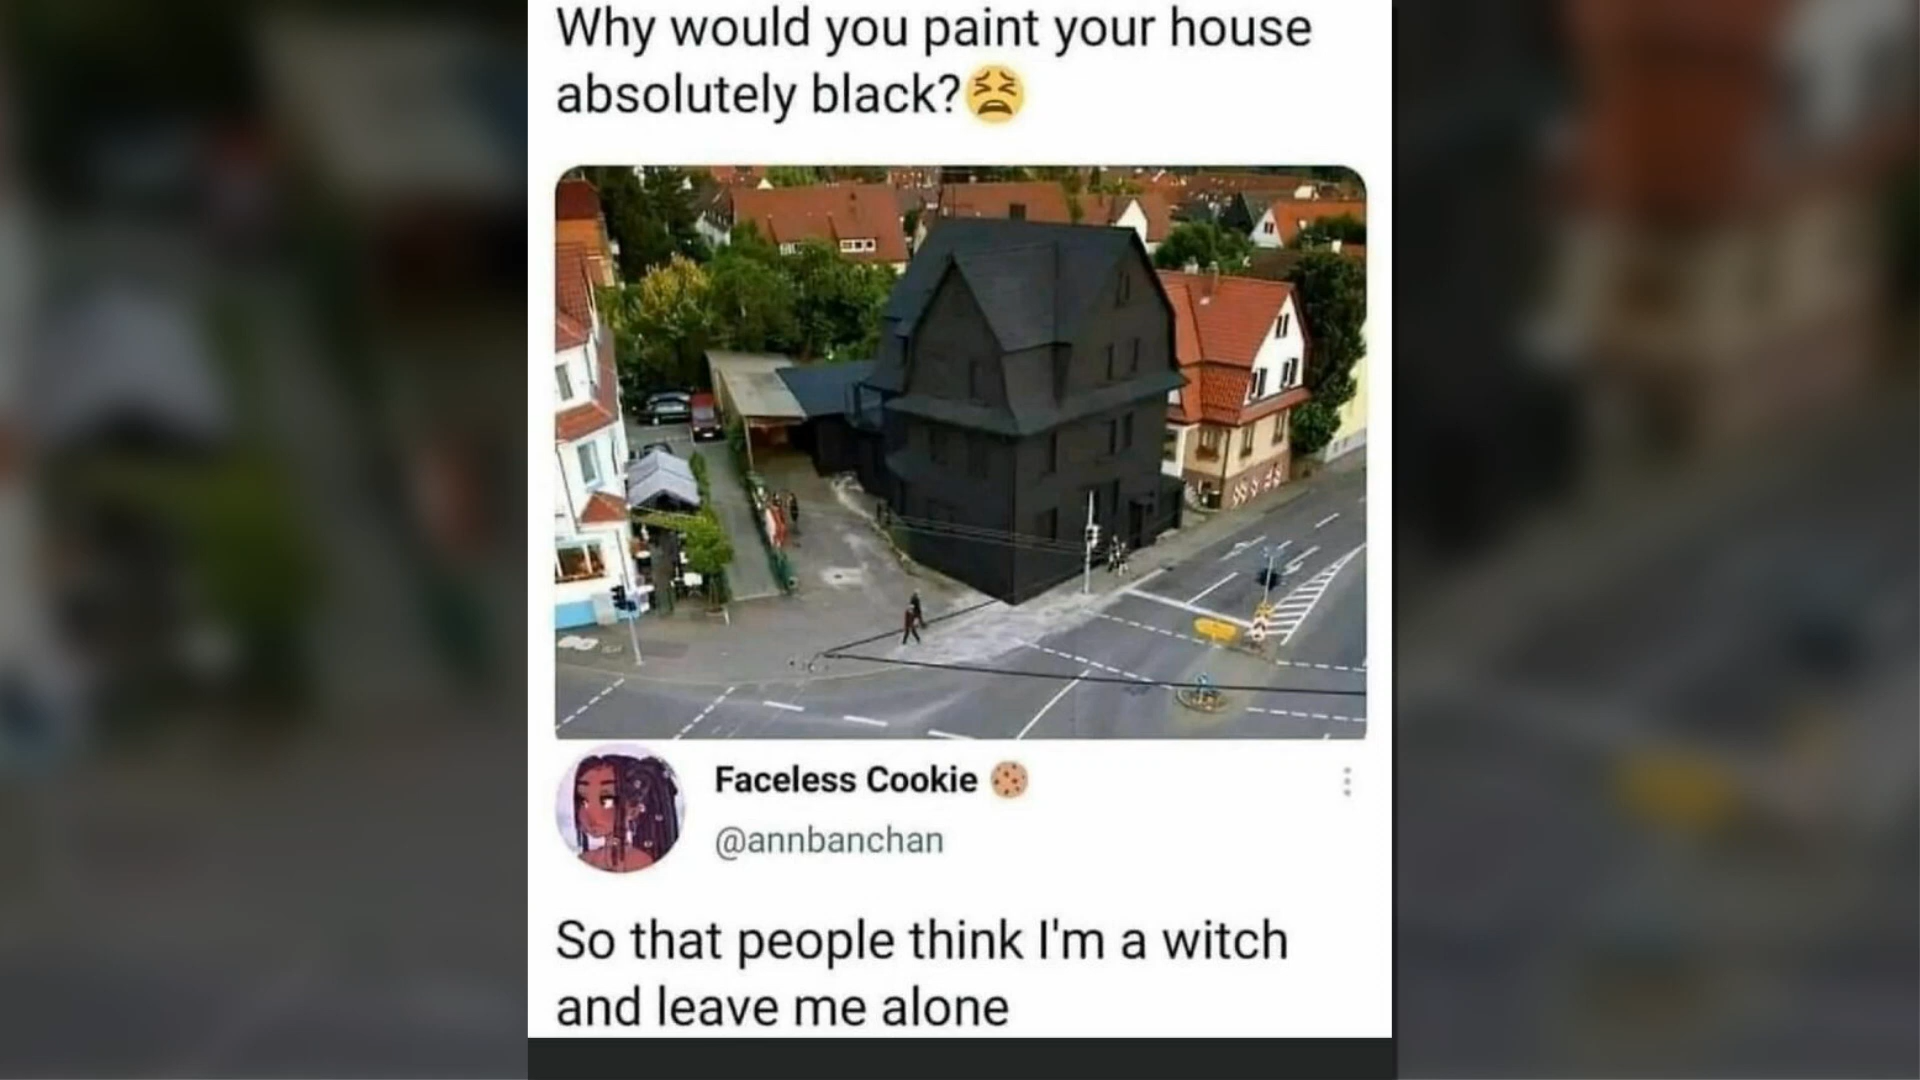 Why would you paint your house
absolutely black?😫
Faceless Cookie 🍪
@annbanchan
So that people think I'm a witch
and leave me alone